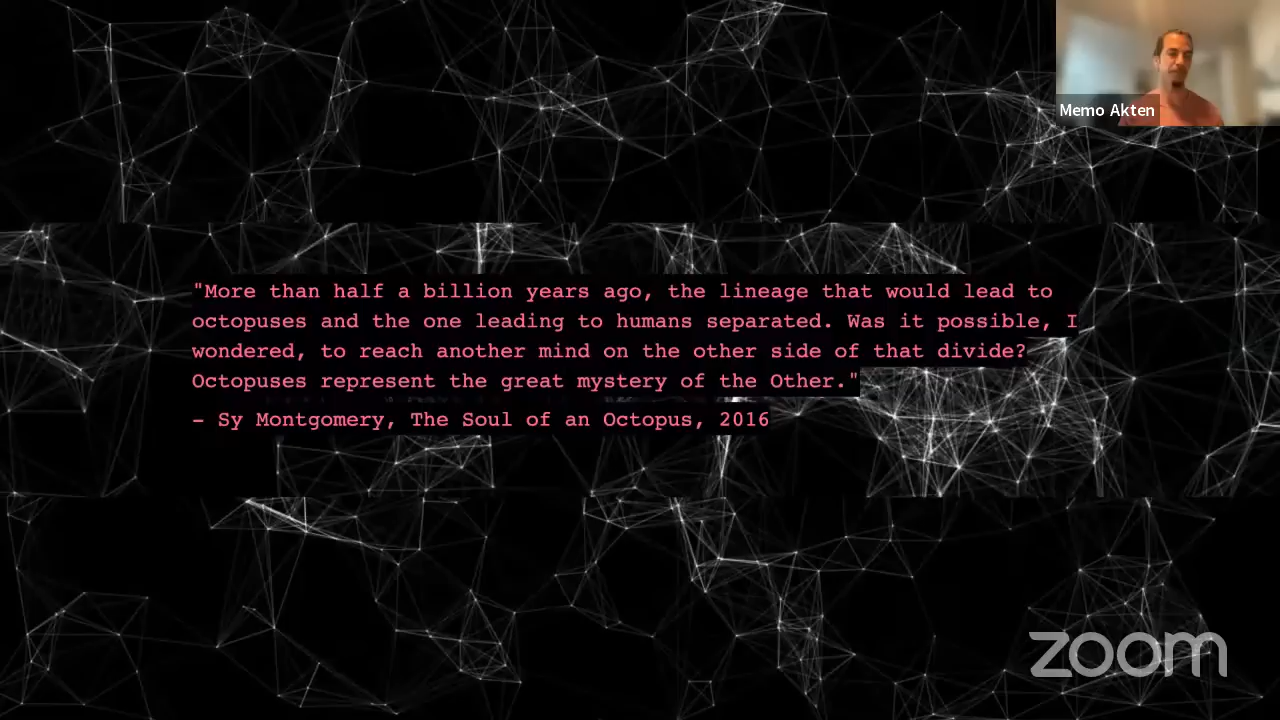 Memo Akten
"More than half a billion years ago, the lineage that would lead to
octopuses and the one leading to humans separated. Was it possible, I
wondered, to reach another mind on the other side of that divide?
Octopuses represent the great mystery of the Other."
– Sy Montgomery, The Soul of an Octopus, 2016
zoom